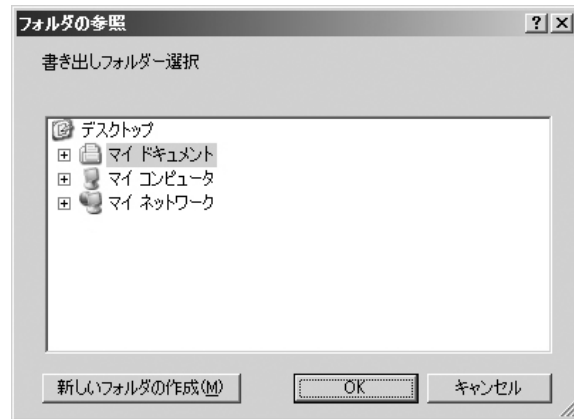 フォルダの参照
書き出しフォルダー選択
デスクトップ
マイ ドキュメント
マイ コンピュータ
マイ ネットワーク
新しいフォルダの作成(M) OK キャンセル